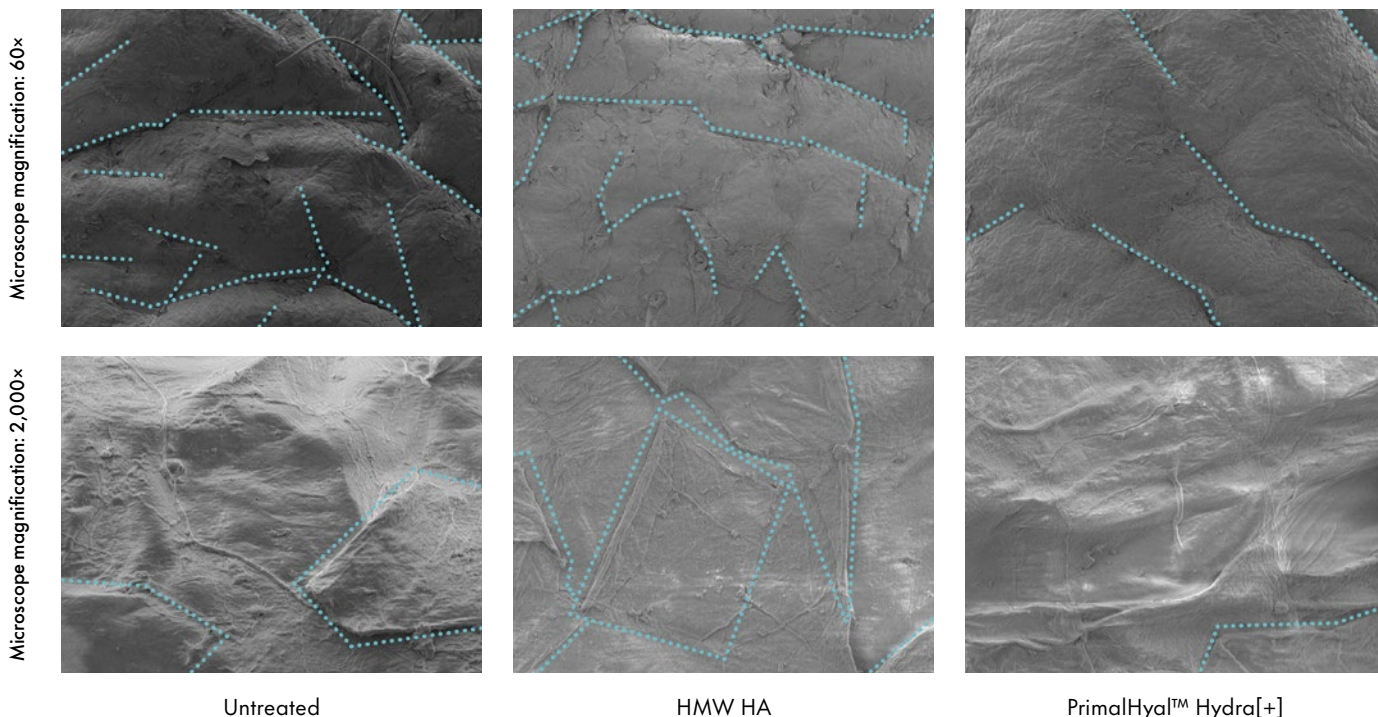 Microscope magnification: 60×
Microscope magnification: 2,000×
Untreated
HMW HA
PrimalHyal™ Hydra[+]